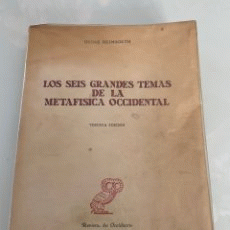 HEINZ HEIMSOETH
LOS SEIS GRANDES TEMAS
DE LA
METAFISICA OCCIDENTAL
TERCERA EDICION
Revista de Occidente